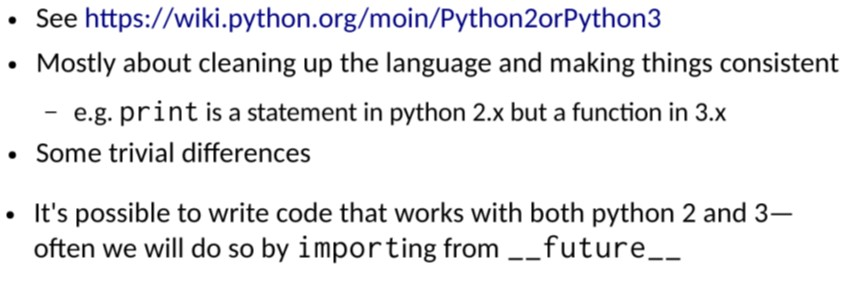 • See https://wiki.python.org/moin/Python2orPython3
• Mostly about cleaning up the language and making things consistent
– e.g. print is a statement in python 2.x but a function in 3.x
• Some trivial differences
• It's possible to write code that works with both python 2 and 3—
often we will do so by importing from __future__